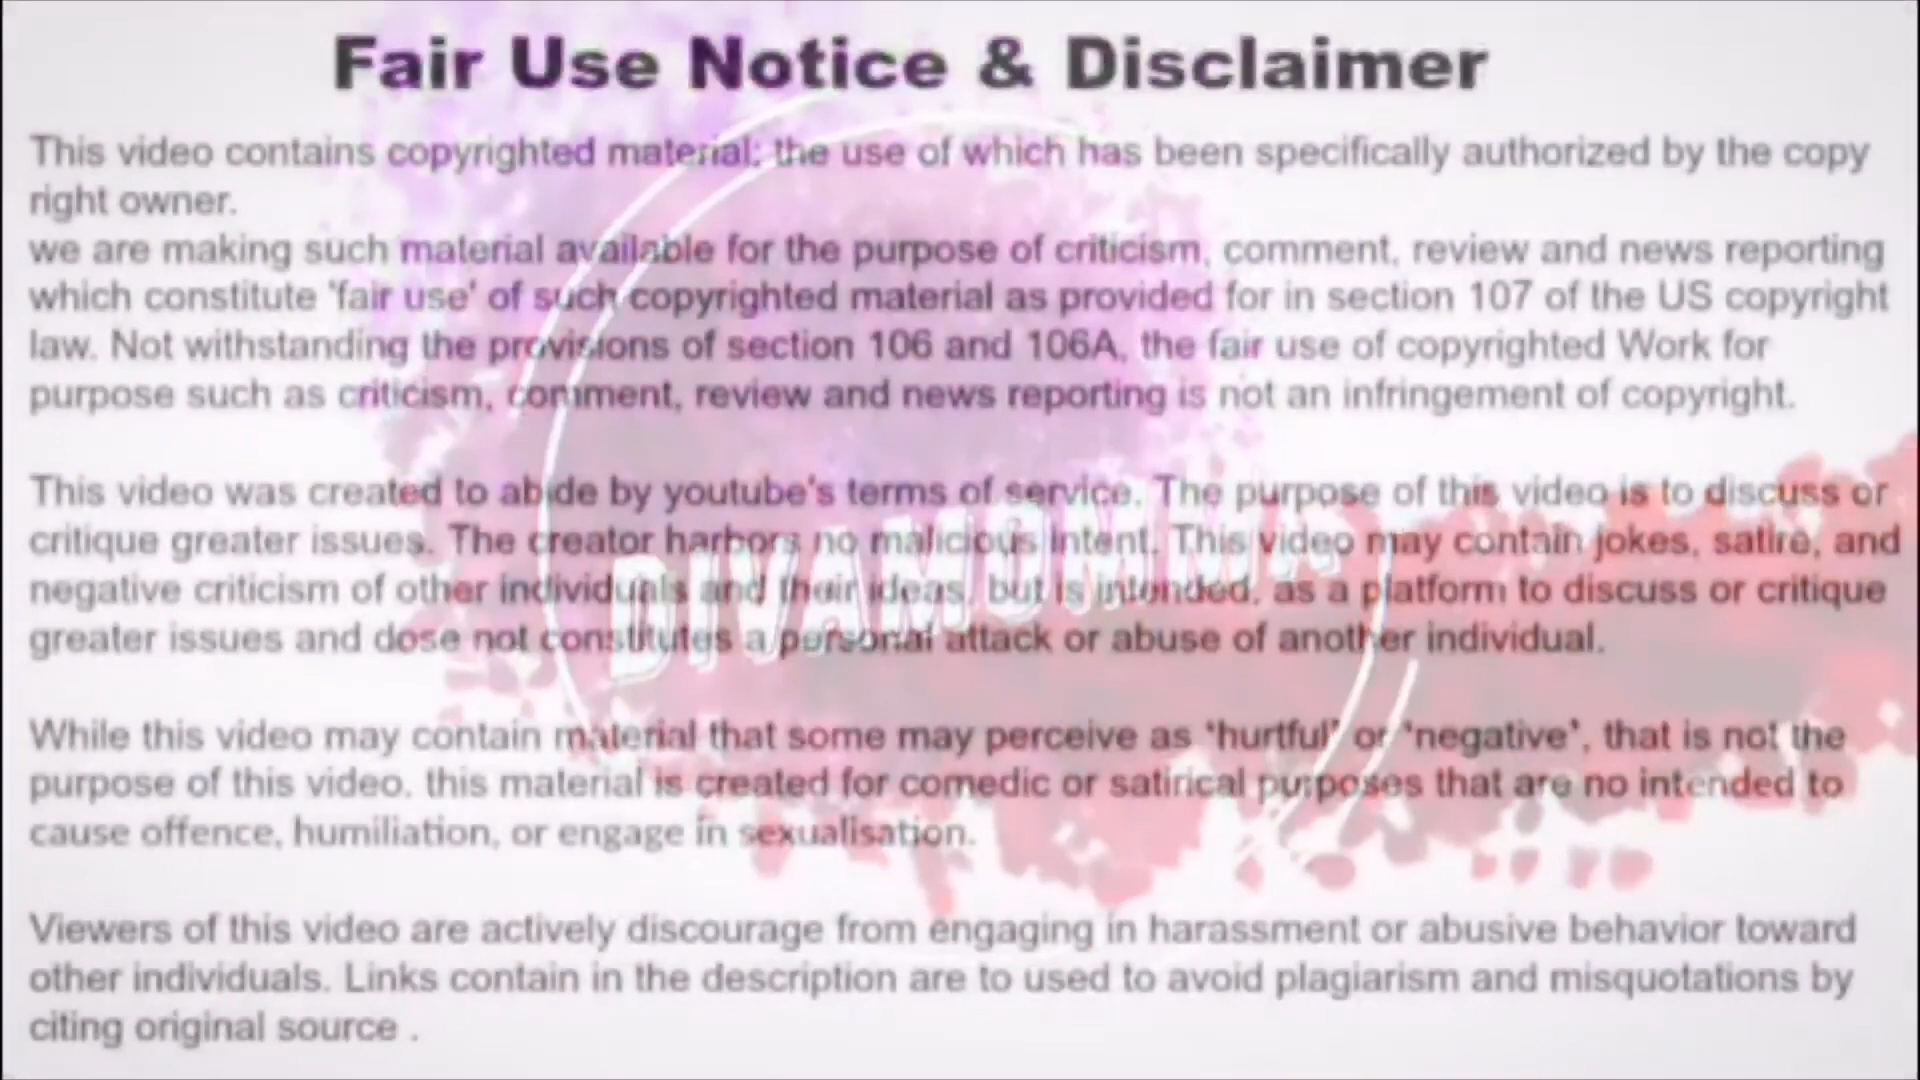 Fair Use Notice & Disclaimer
This video contains copyrighted material; the use of which has been specifically authorized by the copy
right owner.
we are making such material available for the purpose of criticism, comment, review and news reporting
which constitute 'fair use' of such copyrighted material as provided for in section 107 of the US copyright
law. Not withstanding the provisions of section 106 and 106A, the fair use of copyrighted Work for
purpose such as criticism, comment, review and news reporting is not an infringement of copyright.
This video was created to abide by youtube's terms of service. The purpose of this video is to discuss or
critique greater issues. The creator harbors no malicious intent. This video may contain jokes, satire, and
negative criticism of other individuals and their ideas, but is intended, as a platform to discuss or critique
greater issues and dose not constitutes a personal attack or abuse of another individual.
DIVAMOMMA
While this video may contain material that some may perceive as 'hurtful' or 'negative', that is not the
purpose of this video. this material is created for comedic or satirical purposes that are no intended to
cause offence, humiliation, or engage in sexualisation.
Viewers of this video are actively discourage from engaging in harassment or abusive behavior toward
other individuals. Links contain in the description are to used to avoid plagiarism and misquotations by
citing original source .